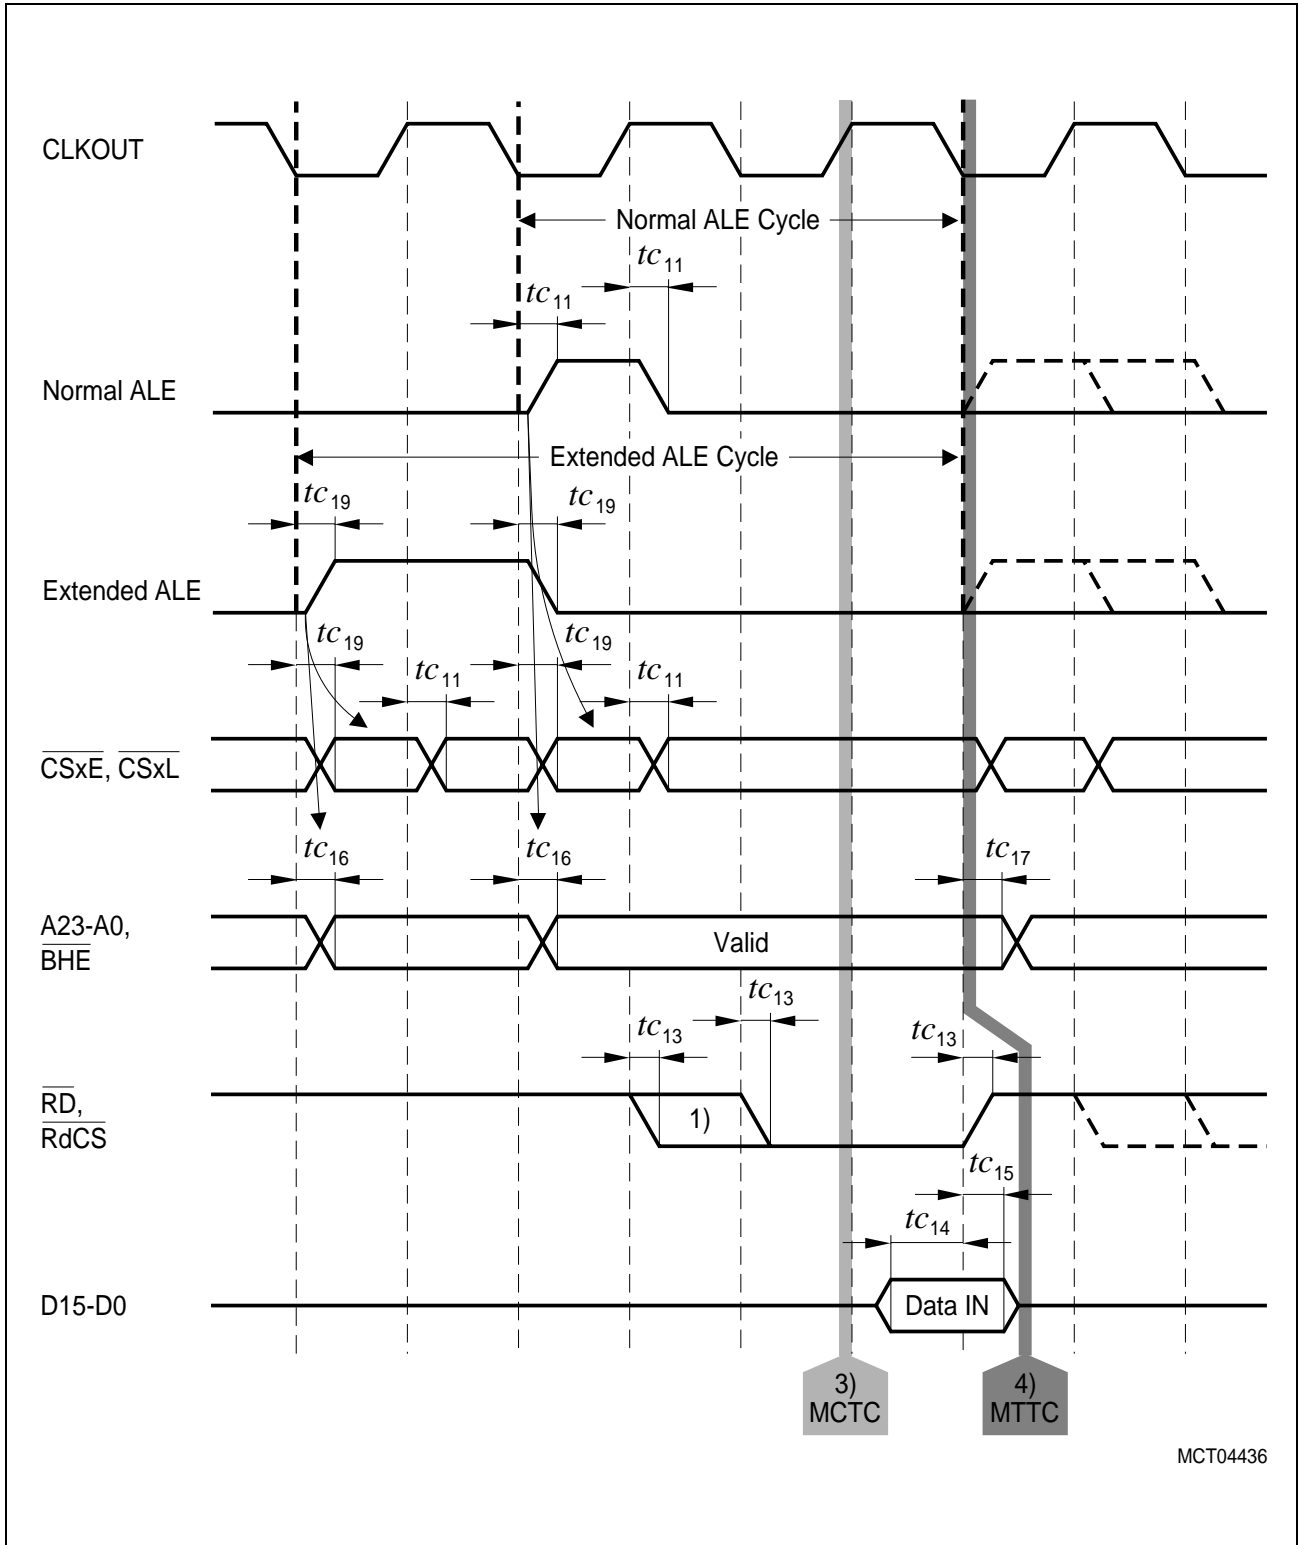 CLKOUT
Normal ALE Cycle
tc11
tc11
Normal ALE
Extended ALE Cycle
tc19
tc19
Extended ALE
tc19
tc19
tc11
tc11
CSxE, CSxL
tc16
tc16
tc17
A23-A0,
BHE
Valid
tc13
tc13
tc13
RD,
RdCS
1)
tc15
tc14
D15-D0
Data IN
3)
MCTC
4)
MTTC
MCT04436